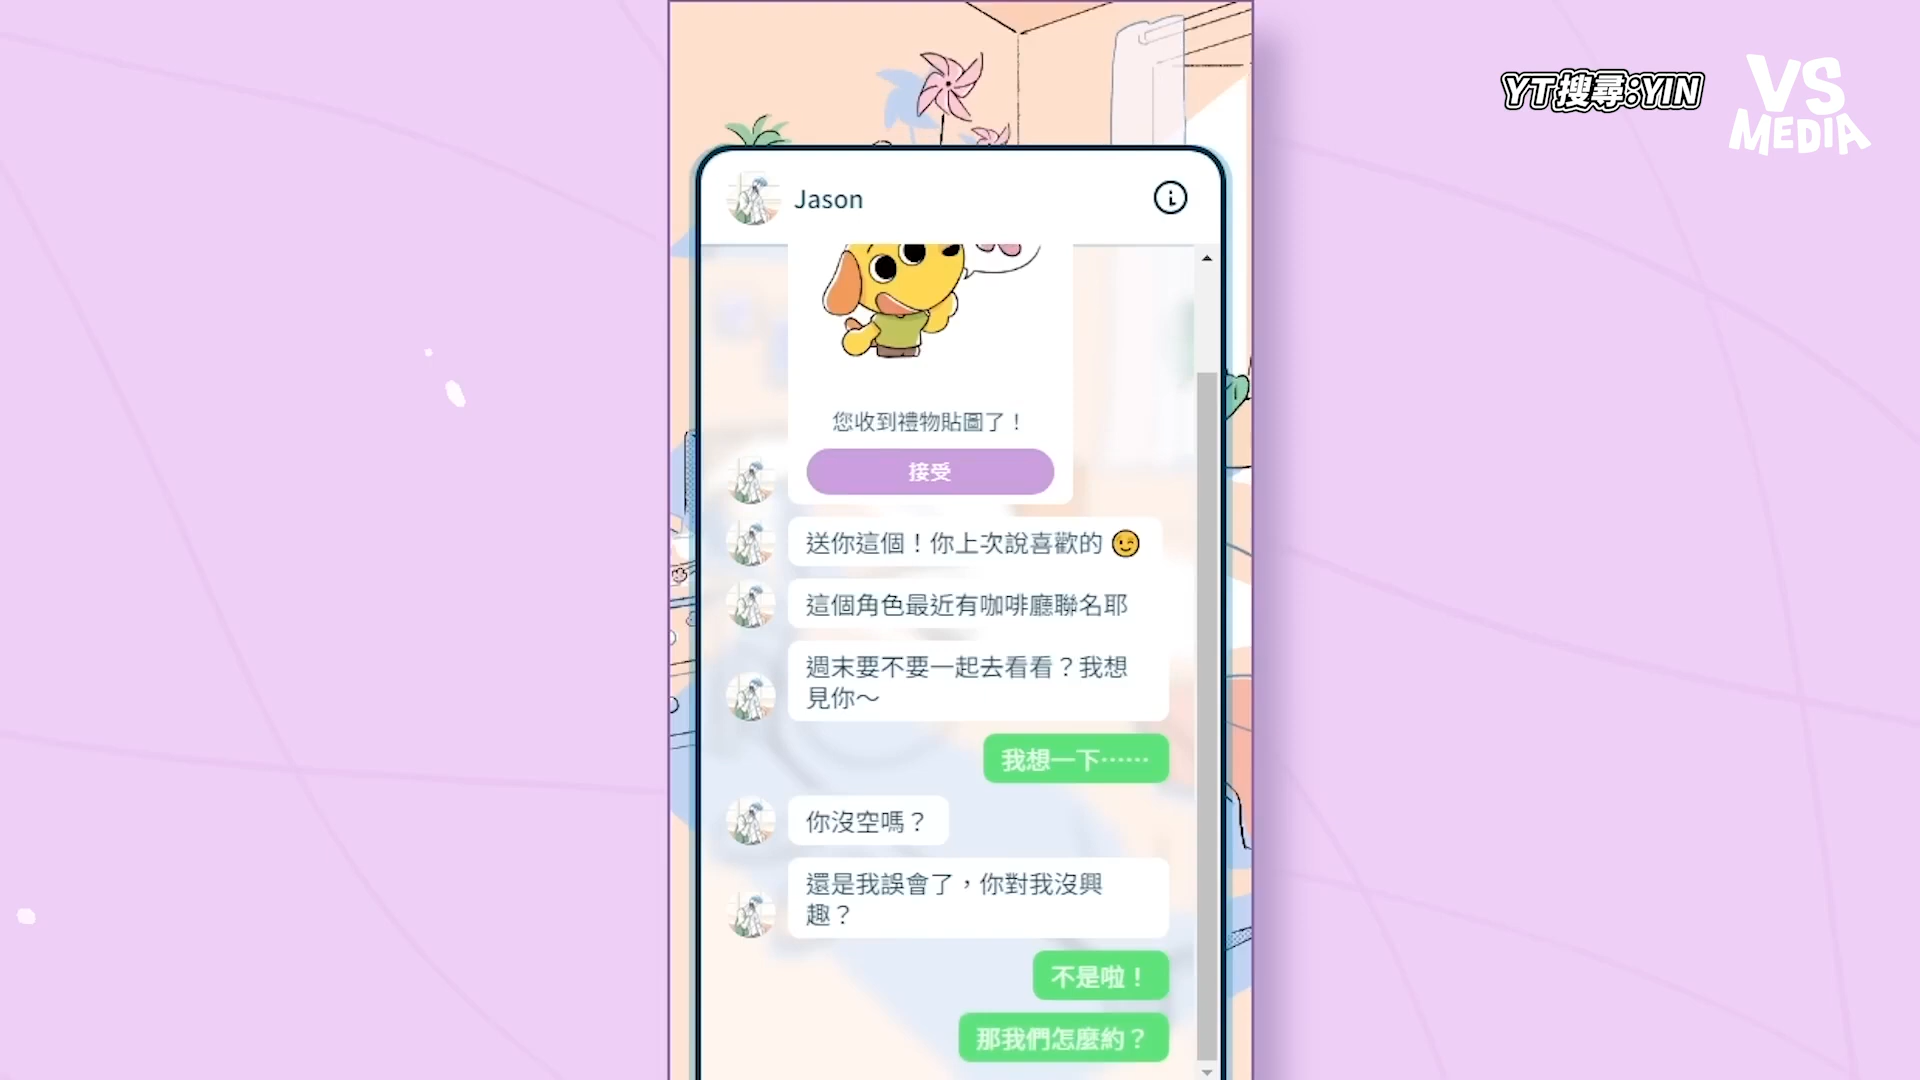 YT搜尋:YIN
VS
MEDIA
Jason
您收到禮物貼圖了！
接受
送你這個！你上次說喜歡的
這個角色最近有咖啡廳聯名耶
週末要不要一起去看看？我想
見你～
我想一下……
你沒空嗎？
還是我誤會了，你對我沒興
趣？
不是啦！
那我們怎麼約？